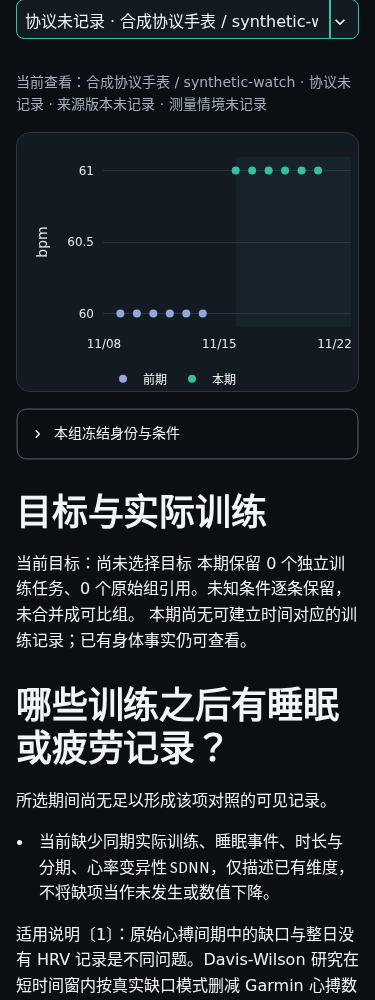 协议未记录 · 合成协议手表 / synthetic-w
当前查看：合成协议手表 / synthetic-watch · 协议未
记录 · 来源版本未记录 · 测量情境未记录
61
60.5
60
bpm
11/08
11/15
11/22
前期
本期
本组冻结身份与条件
目标与实际训练
当前目标：尚未选择目标 本期保留 0 个独立训
练任务、0 个原始组引用。未知条件逐条保留，
未合并成可比组。 本期尚无可建立时间对应的训
练记录；已有身体事实仍可查看。
哪些训练之后有睡眠
或疲劳记录？
所选期间尚无足以形成该项对照的可见记录。
• 当前缺少同期实际训练、睡眠事件、时长与
分期、心率变异性 SDNN，仅描述已有维度，
不将缺项当作未发生或数值下降。
适用说明〔1〕：原始心搏间期中的缺口与整日没
有 HRV 记录是不同问题。Davis-Wilson 研究在
短时间窗内按真实缺口模式删减 Garmin 心搏数